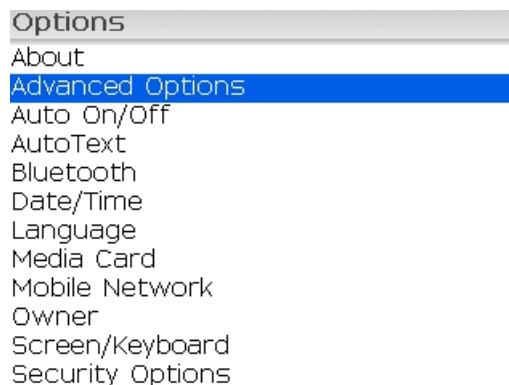 Options
About
Advanced Options
Auto On/Off
AutoText
Bluetooth
Date/Time
Language
Media Card
Mobile Network
Owner
Screen/Keyboard
Security Options